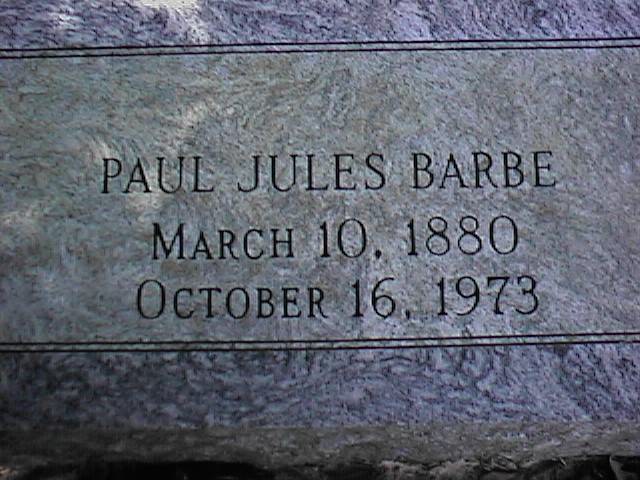 PAUL JULES BARBE
MARCH 10, 1880
OCTOBER 16, 1973